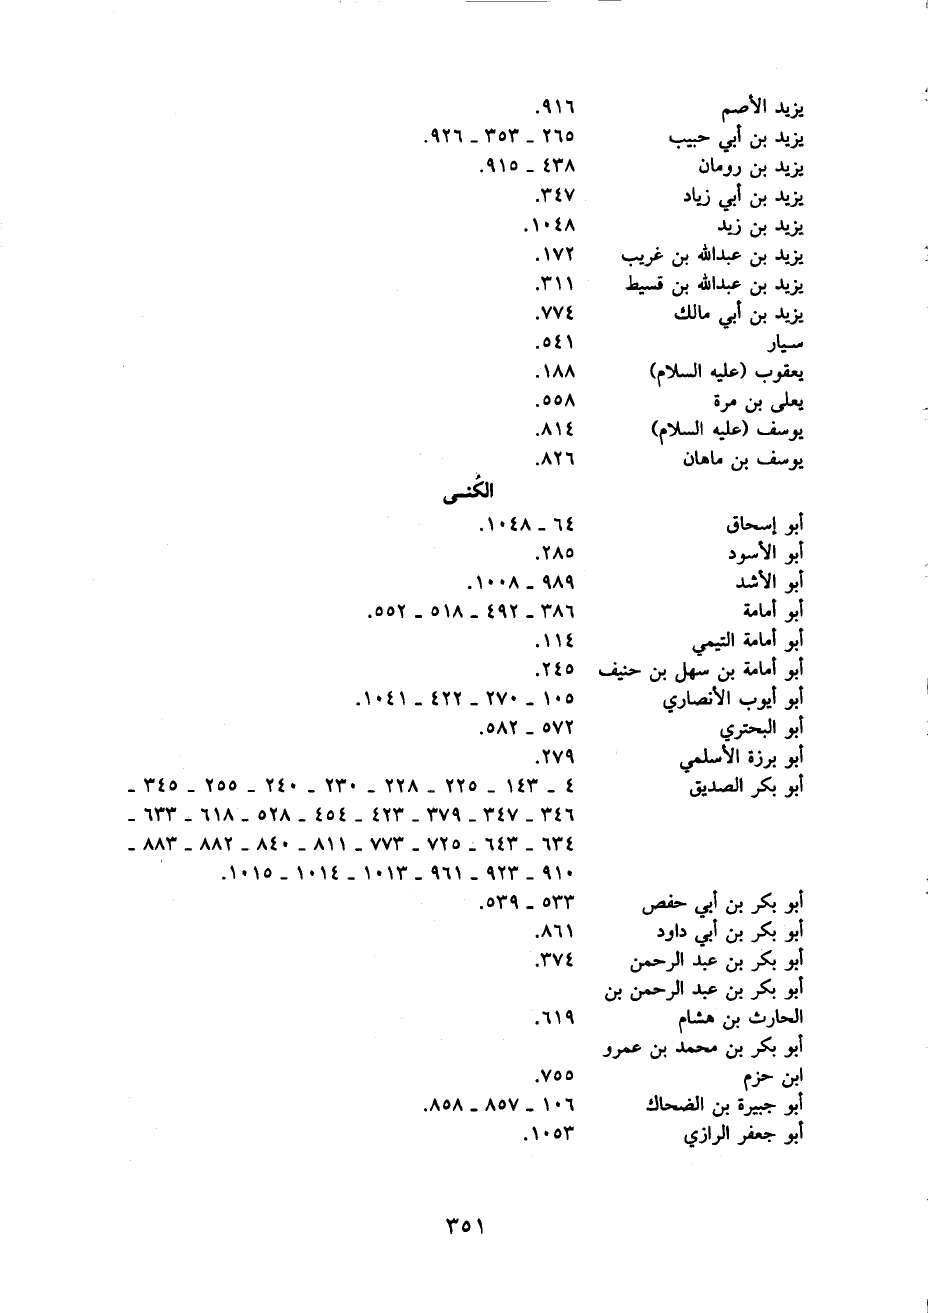 يزيد الأصم ٩١٦.
يزيد بن أبي حبيب ٢٦٥ ـ ٣٥٣ ـ ٩٢٦.
يزيد بن رومان ٤٣٨ ـ ٩١٥.
يزيد بن أبي زياد ٣٤٧.
يزيد بن زيد ١٠٤٨.
يزيد بن عبدالله بن غريب ١٧٢.
يزيد بن عبدالله بن قسيط ٣١١.
يزيد بن أبي مالك ٧٧٤.
سيار ٥٤١.
يعقوب (عليه السلام) ١٨٨.
يعلى بن مرة ٥٥٨.
يوسف (عليه السلام) ٨١٤.
يوسف بن ماهان ٨٢٦.
الكُنـى
أبو إسحاق ٦٤ ـ ١٠٤٨.
أبو الأسود ٢٨٥.
أبو الأشد ٩٨٩ ـ ١٠٠٨.
أبو أمامة ٣٨٦ ـ ٤٩٢ ـ ٥١٨ ـ ٥٥٢.
أبو أمامة التيمي ١١٤.
أبو أمامة بن سهل بن حنيف ٢٤٥.
أبو أيوب الأنصاري ١٠٥ ـ ٢٧٠ ـ ٤٢٢ ـ ١٠٤١.
أبو البحتري ٥٧٢ ـ ٥٨٢.
أبو برزة الأسلمي ٢٧٩.
أبو بكر الصديق ٤ ـ ١٤٣ ـ ٢٢٥ ـ ٢٢٨ ـ ٢٣٠ ـ ٢٤٠ ـ ٢٥٥ ـ ٣٤٥ ـ
٣٤٦ ـ ٣٤٧ ـ ٣٧٩ ـ ٤٢٣ ـ ٤٥٤ ـ ٥٢٨ ـ ٦١٨ ـ ٦٣٣ ـ
٦٣٤ ـ ٦٤٣ ـ ٧٢٥ ـ ٧٧٣ ـ ٨١١ ـ ٨٤٠ ـ ٨٨٢ ـ ٨٨٣ ـ
٩١٠ ـ ٩٢٣ ـ ٩٦١ ـ ١٠١٣ ـ ١٠١٤ ـ ١٠١٥.
أبو بكر بن أبي حفص ٥٣٣ ـ ٥٣٩.
أبو بكر بن أبي داود ٨٦١.
أبو بكر بن عبد الرحمن ٣٧٤.
أبو بكر بن عبد الرحمن بن
الحارث بن هشام ٦١٩.
أبو بكر بن محمد بن عمرو
ابن حزم ٧٥٥.
أبو جبيرة بن الضحاك ١٠٦ ـ ٨٥٧ ـ ٨٥٨.
أبو جعفر الرازي ١٠٥٣.
٣٥١